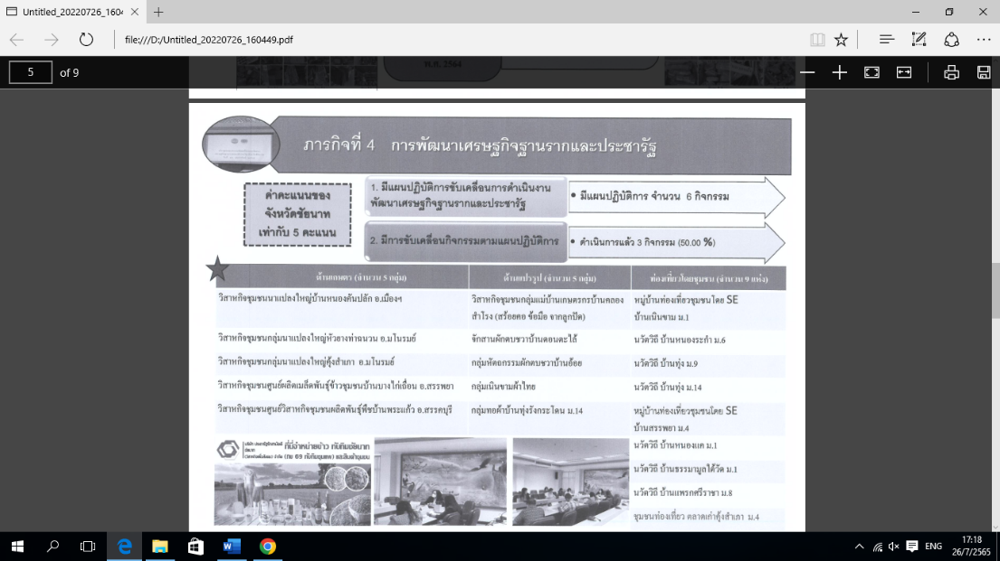 Untitled_20220726_1604
file:///D:/Untitled_20220726_160449.pdf
5 of 9
พ.ศ. 2564
ภารกิจที่ 4 การพัฒนาเศรษฐกิจฐานรากและประชารัฐ
ค่าคะแนนของ
จังหวัดชัยนาท
เท่ากับ 5 คะแนน
1. มีแผนปฏิบัติการขับเคลื่อนการดำเนินงาน
พัฒนาเศรษฐกิจฐานรากและประชารัฐ
• มีแผนปฏิบัติการ จำนวน 6 กิจกรรม
2. มีการขับเคลื่อนกิจกรรมตามแผนปฏิบัติการ
• ดำเนินการแล้ว 3 กิจกรรม (50.00 %)
ด้านเกษตร (จำนวน 5 กลุ่ม) ด้านแปรรูป (จำนวน 5 กลุ่ม) ท่องเที่ยวโดยชุมชน (จำนวน 9 แห่ง)
วิสาหกิจชุมชนนาแปลงใหญ่บ้านหนองตันปลัก อ.เมืองฯ
วิสาหกิจชุมชนกลุ่มแม่บ้านเกษตรกรบ้านคลอง
สำโรง (สร้อยคอ ข้อมือ จากลูกปัด)
หมู่บ้านท่องเที่ยวชุมชนโดย SE
บ้านเนินขาม ม.1
วิสาหกิจชุมชนกลุ่มนาแปลงใหญ่หัวยางท่าฉนวน อ.มโนรมย์ จักสานผักตบชวาบ้านดอนตะไล้ นวัตวิถี บ้านหนองระกำ ม.6
วิสาหกิจชุมชนกลุ่มนาแปลงใหญ่คุ้งสำเภา อ.มโนรมย์ กลุ่มหัตถกรรมผักตบชวาบ้านอ้อย นวัตวิถี บ้านทุ่ง ม.9
วิสาหกิจชุมชนศูนย์ผลิตเมล็ดพันธุ์ข้าวชุมชนบ้านบางไก่เถื่อน อ.สรรพยา กลุ่มเนินขามผ้าไทย นวัตวิถี บ้านทุ่ง ม.14
วิสาหกิจชุมชนศูนย์วิสาหกิจชุมชนผลิตพันธุ์พืชบ้านพระแก้ว อ.สรรคบุรี กลุ่มทอผ้าบ้านทุ่งรังกระโดน ม.14 หมู่บ้านท่องเที่ยวชุมชนโดย SE
บ้านสรรพยา ม.4
นวัตวิถี บ้านหนองแค ม.1
นวัตวิถี บ้านธรรมามูลใต้วัด ม.1
นวัตวิถี บ้านแพรกศรีราชา ม.8
ชุมชนท่องเที่ยว ตลาดเก่าคุ้งสำเภา ม.4
ที่นี่จำหน่ายข้าว ทับทิมชัยนาท
ENG
17:18
26/7/2565